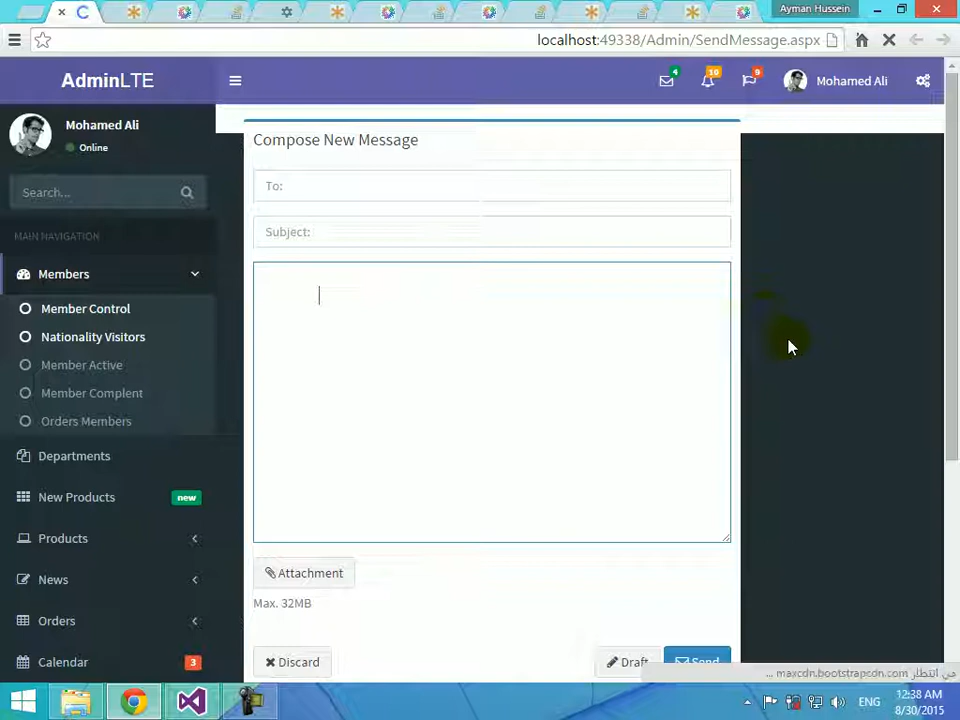 Ayman Hussein
localhost:49338/Admin/SendMessage.aspx
AdminLTE
4
10
9
Mohamed Ali
Mohamed Ali
Online
Search...
MAIN NAVIGATION
Members
Member Control
Nationality Visitors
Member Active
Member Complent
Orders Members
Departments
New Products
new
Products
News
Orders
Calendar
3
Compose New Message
To:
Subject:
Attachment
Max. 32MB
Discard
Draft
Send
في انتظار maxcdn.bootstrapcdn.com ...
ENG
12:38 AM
8/30/2015